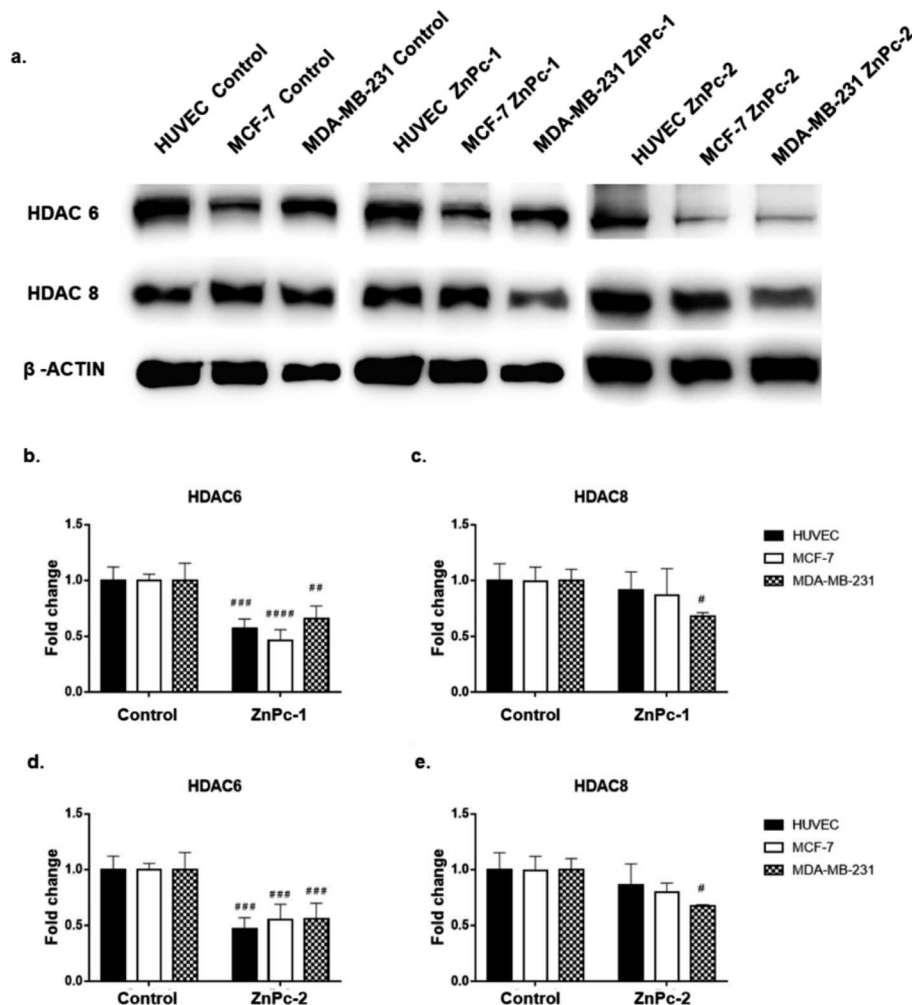 a.
HUVEC Control
MCF-7 Control
MDA-MB-231 Control
HUVEC ZnPc-1
MCF-7 ZnPc-1
MDA-MB-231 ZnPc-1
HUVEC ZnPc-2
MCF-7 ZnPc-2
MDA-MB-231 ZnPc-2
HDAC 6
HDAC 8
β -ACTIN
b.
HDAC6
Fold change
1.5
1.0
0.5
0.0
###
####
##
Control
ZnPc-1
c.
HDAC8
Fold change
1.5
1.0
0.5
0.0
#
Control
ZnPc-1
HUVEC
MCF-7
MDA-MB-231
d.
HDAC6
Fold change
1.5
1.0
0.5
0.0
###
###
###
Control
ZnPc-2
e.
HDAC8
Fold change
1.5
1.0
0.5
0.0
#
Control
ZnPc-2
HUVEC
MCF-7
MDA-MB-231